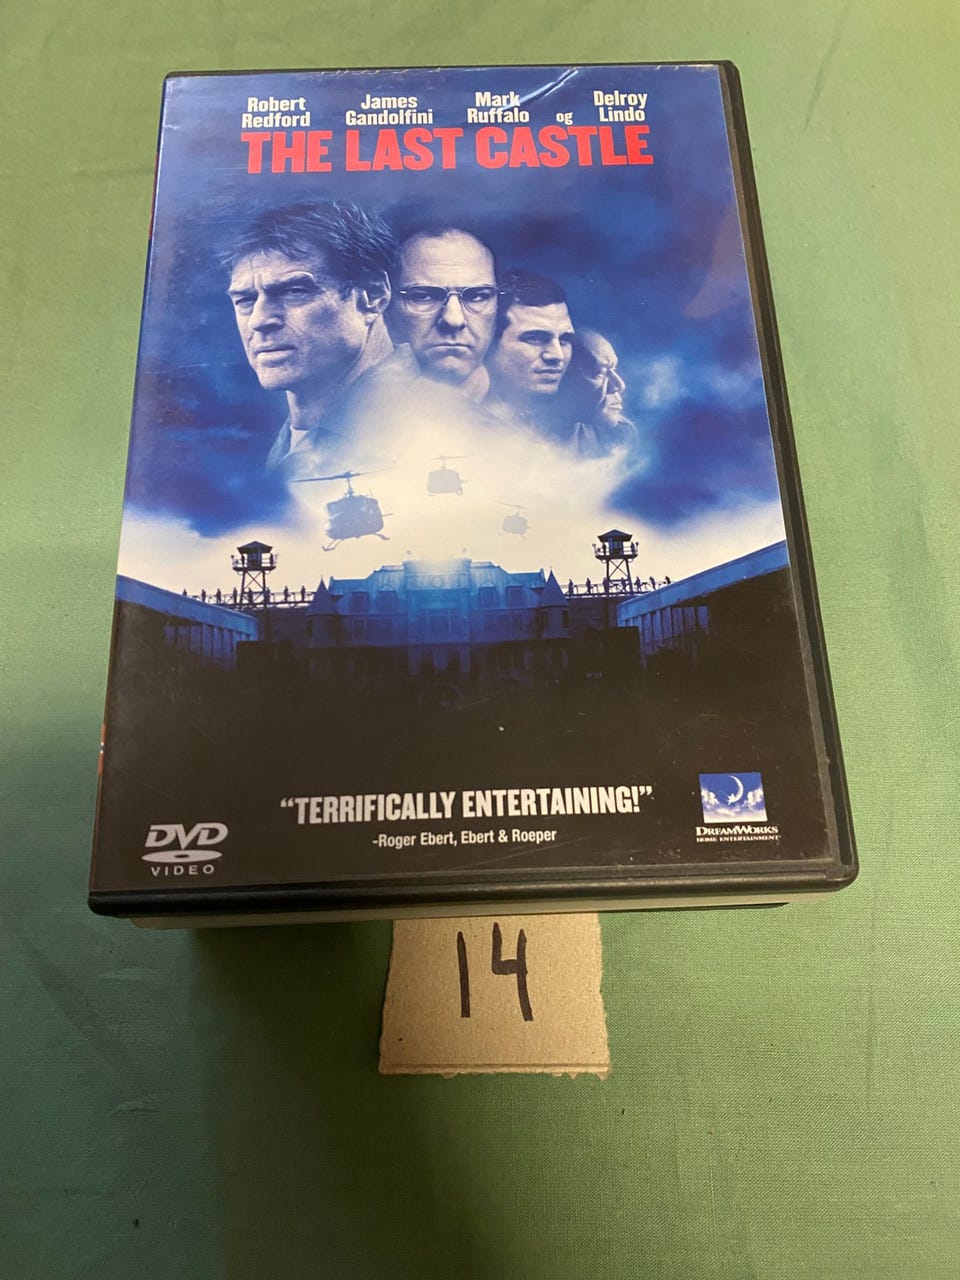 Robert Redford James Gandolfini Mark Ruffalo og Delroy Lindo
THE LAST CASTLE
“TERRIFICALLY ENTERTAINING!”
-Roger Ebert, Ebert & Roeper
DVD
VIDEO
DREAMWORKS
HOME ENTERTAINMENT
14